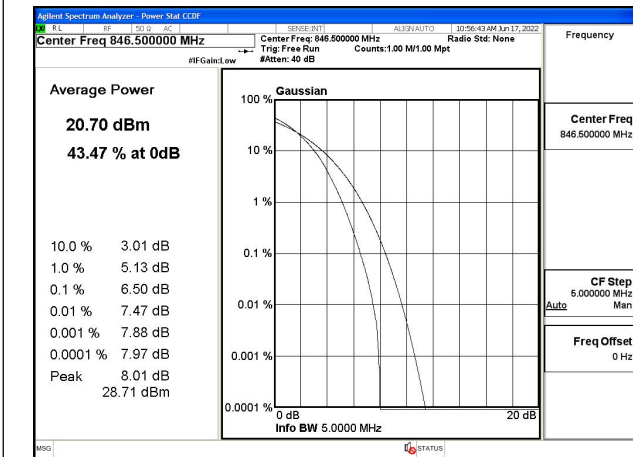 Agilent Spectrum Analyzer - Power Stat CCDF
RL RF 50 Ω AC SENSE:INT ALIGNAUTO 10:56:43 AM Jun 17, 2022
Center Freq 846.500000 MHz
Center Freq: 846.500000 MHz Radio Std: None
Trig: Free Run Counts:1.00 M/1.00 Mpt
#IFGain:Low #Atten: 40 dB
Frequency
Average Power
20.70 dBm
43.47 % at 0dB
10.0 % 3.01 dB
1.0 % 5.13 dB
0.1 % 6.50 dB
0.01 % 7.47 dB
0.001 % 7.88 dB
0.0001 % 7.97 dB
Peak 8.01 dB
28.71 dBm
Gaussian
100 %
10 %
1 %
0.1 %
0.01 %
0.001 %
0.0001 %
0 dB 20 dB
Info BW 5.0000 MHz
Center Freq
846.500000 MHz
CF Step
5.000000 MHz
Auto Man
Freq Offset
0 Hz
MSG STATUS